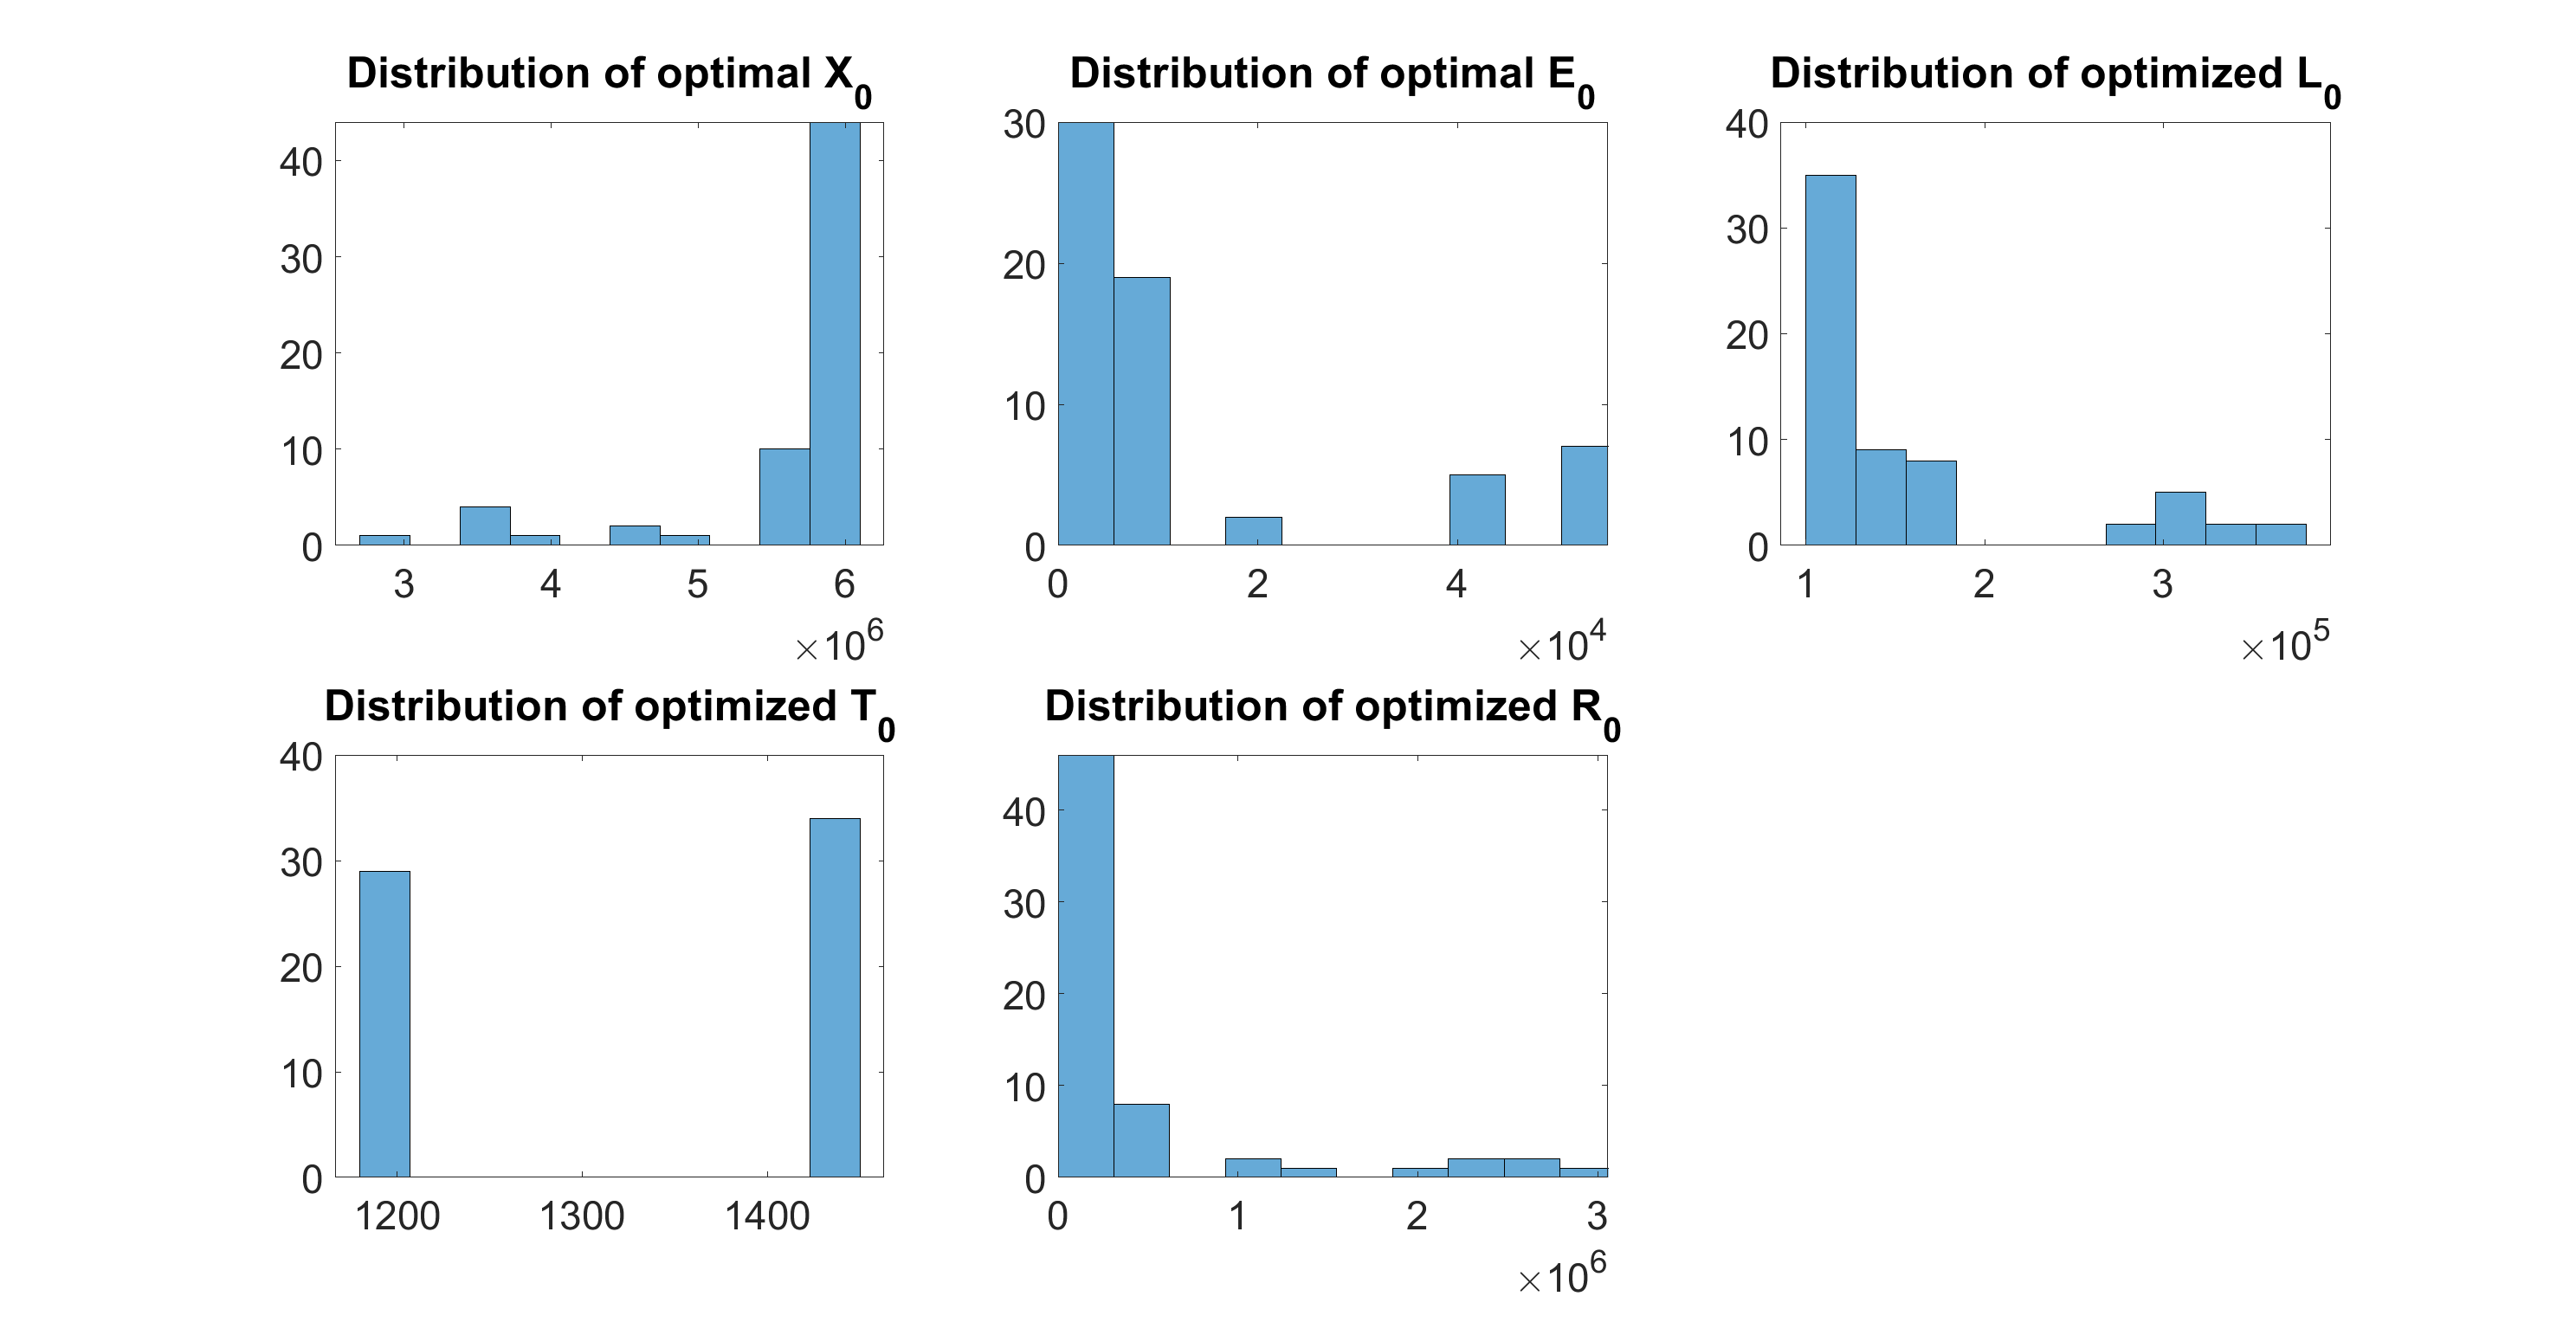 Distribution of optimal X0
40
30
20
10
0
3 4 5 6
×10^6
Distribution of optimal E0
30
20
10
0
0 2 4
×10^4
Distribution of optimized L0
40
30
20
10
0
1 2 3
×10^5
Distribution of optimized T0
40
30
20
10
0
1200 1300 1400
Distribution of optimized R0
40
30
20
10
0
0 1 2 3
×10^6